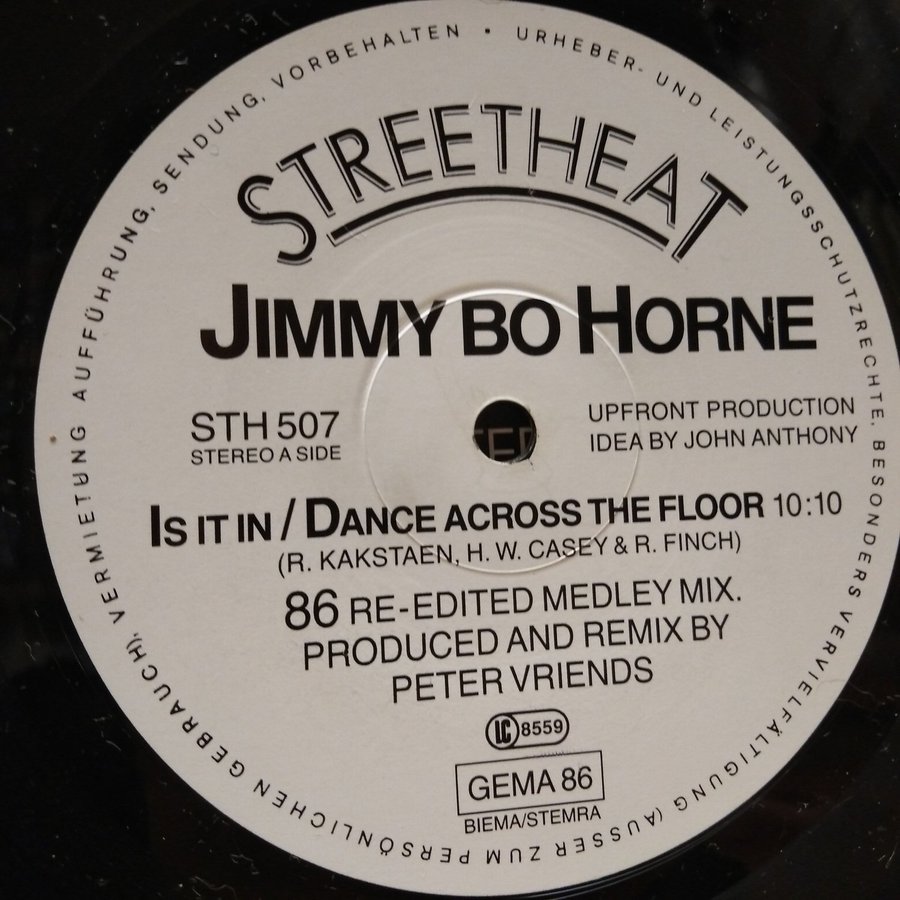 URHEBER- UND LEISTUNGSSCHUTZRECHTE, BESONDERS VERVIELFÄLTIGUNG (AUSSER ZUM PERSÖNLICHEN GEBRAUCH), VERMIETUNG AUFFÜHRUNG, SENDUNG, VORBEHALTEN •
STREETHEAT
JIMMY BO HORNE
STH 507
STEREO A SIDE
UPFRONT PRODUCTION
IDEA BY JOHN ANTHONY
IS IT IN / DANCE ACROSS THE FLOOR 10:10
(R. KAKSTAEN, H. W. CASEY & R. FINCH)
86 RE-EDITED MEDLEY MIX.
PRODUCED AND REMIX BY
PETER VRIENDS
LC 8559
GEMA 86
BIEMA/STEMRA